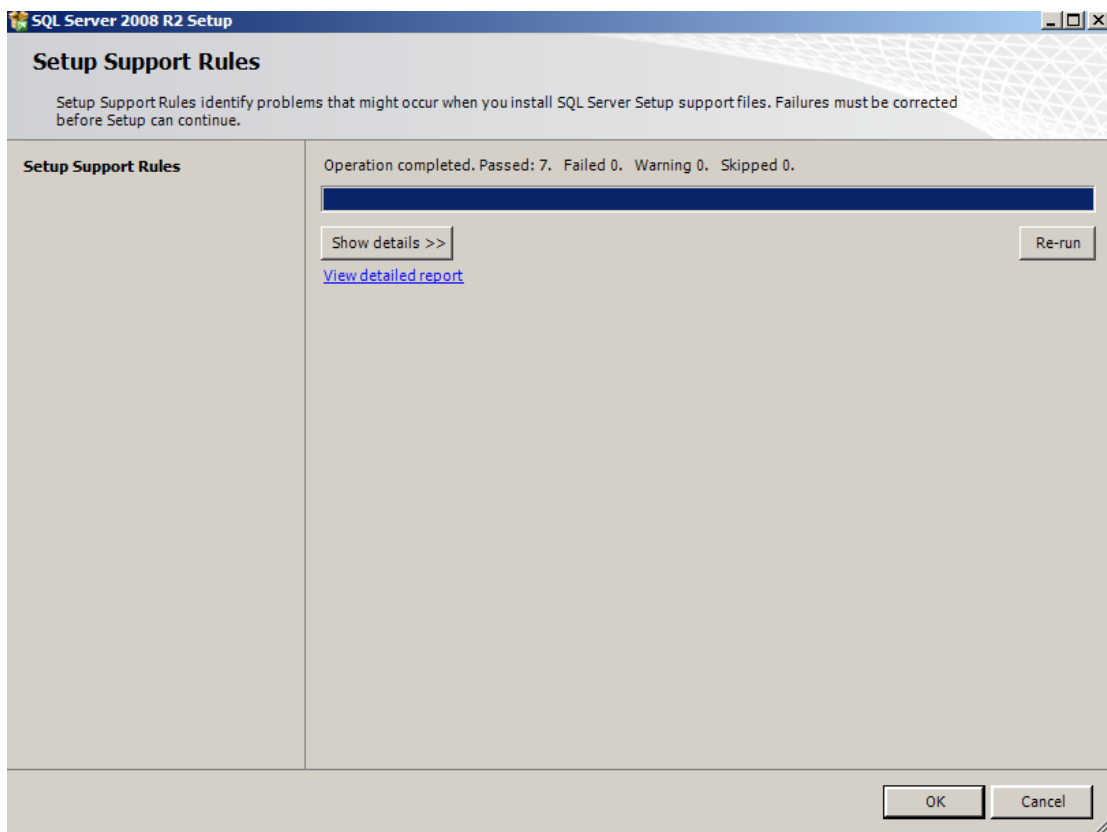 SQL Server 2008 R2 Setup
Setup Support Rules
Setup Support Rules identify problems that might occur when you install SQL Server Setup support files. Failures must be corrected
before Setup can continue.
Setup Support Rules
Operation completed. Passed: 7.   Failed 0.   Warning 0.   Skipped 0.
Show details >>
Re-run
View detailed report
OK
Cancel